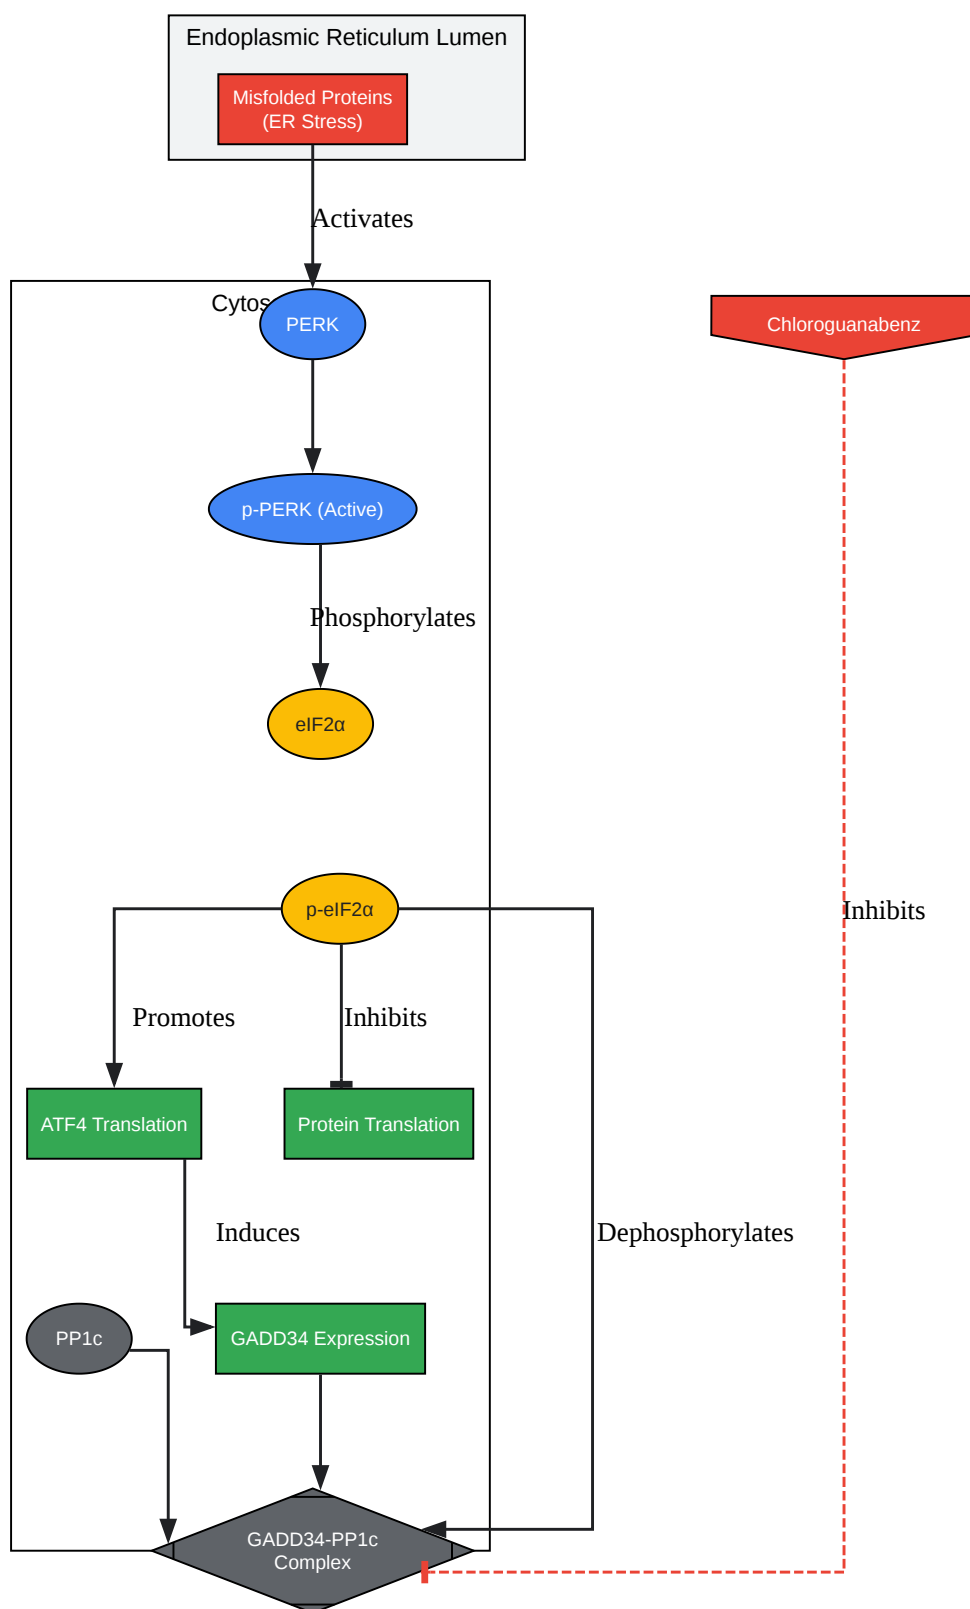 Endoplasmic Reticulum Lumen
Misfolded Proteins
(ER Stress)
Activates
PERK
Chloroguanabenz
p-PERK (Active)
Phosphorylates
eIF2α
p-eIF2α
Inhibits
Promotes
Inhibits
ATF4 Translation
Protein Translation
Induces
Dephosphorylates
PP1c
GADD34 Expression
GADD34-PP1c
Complex